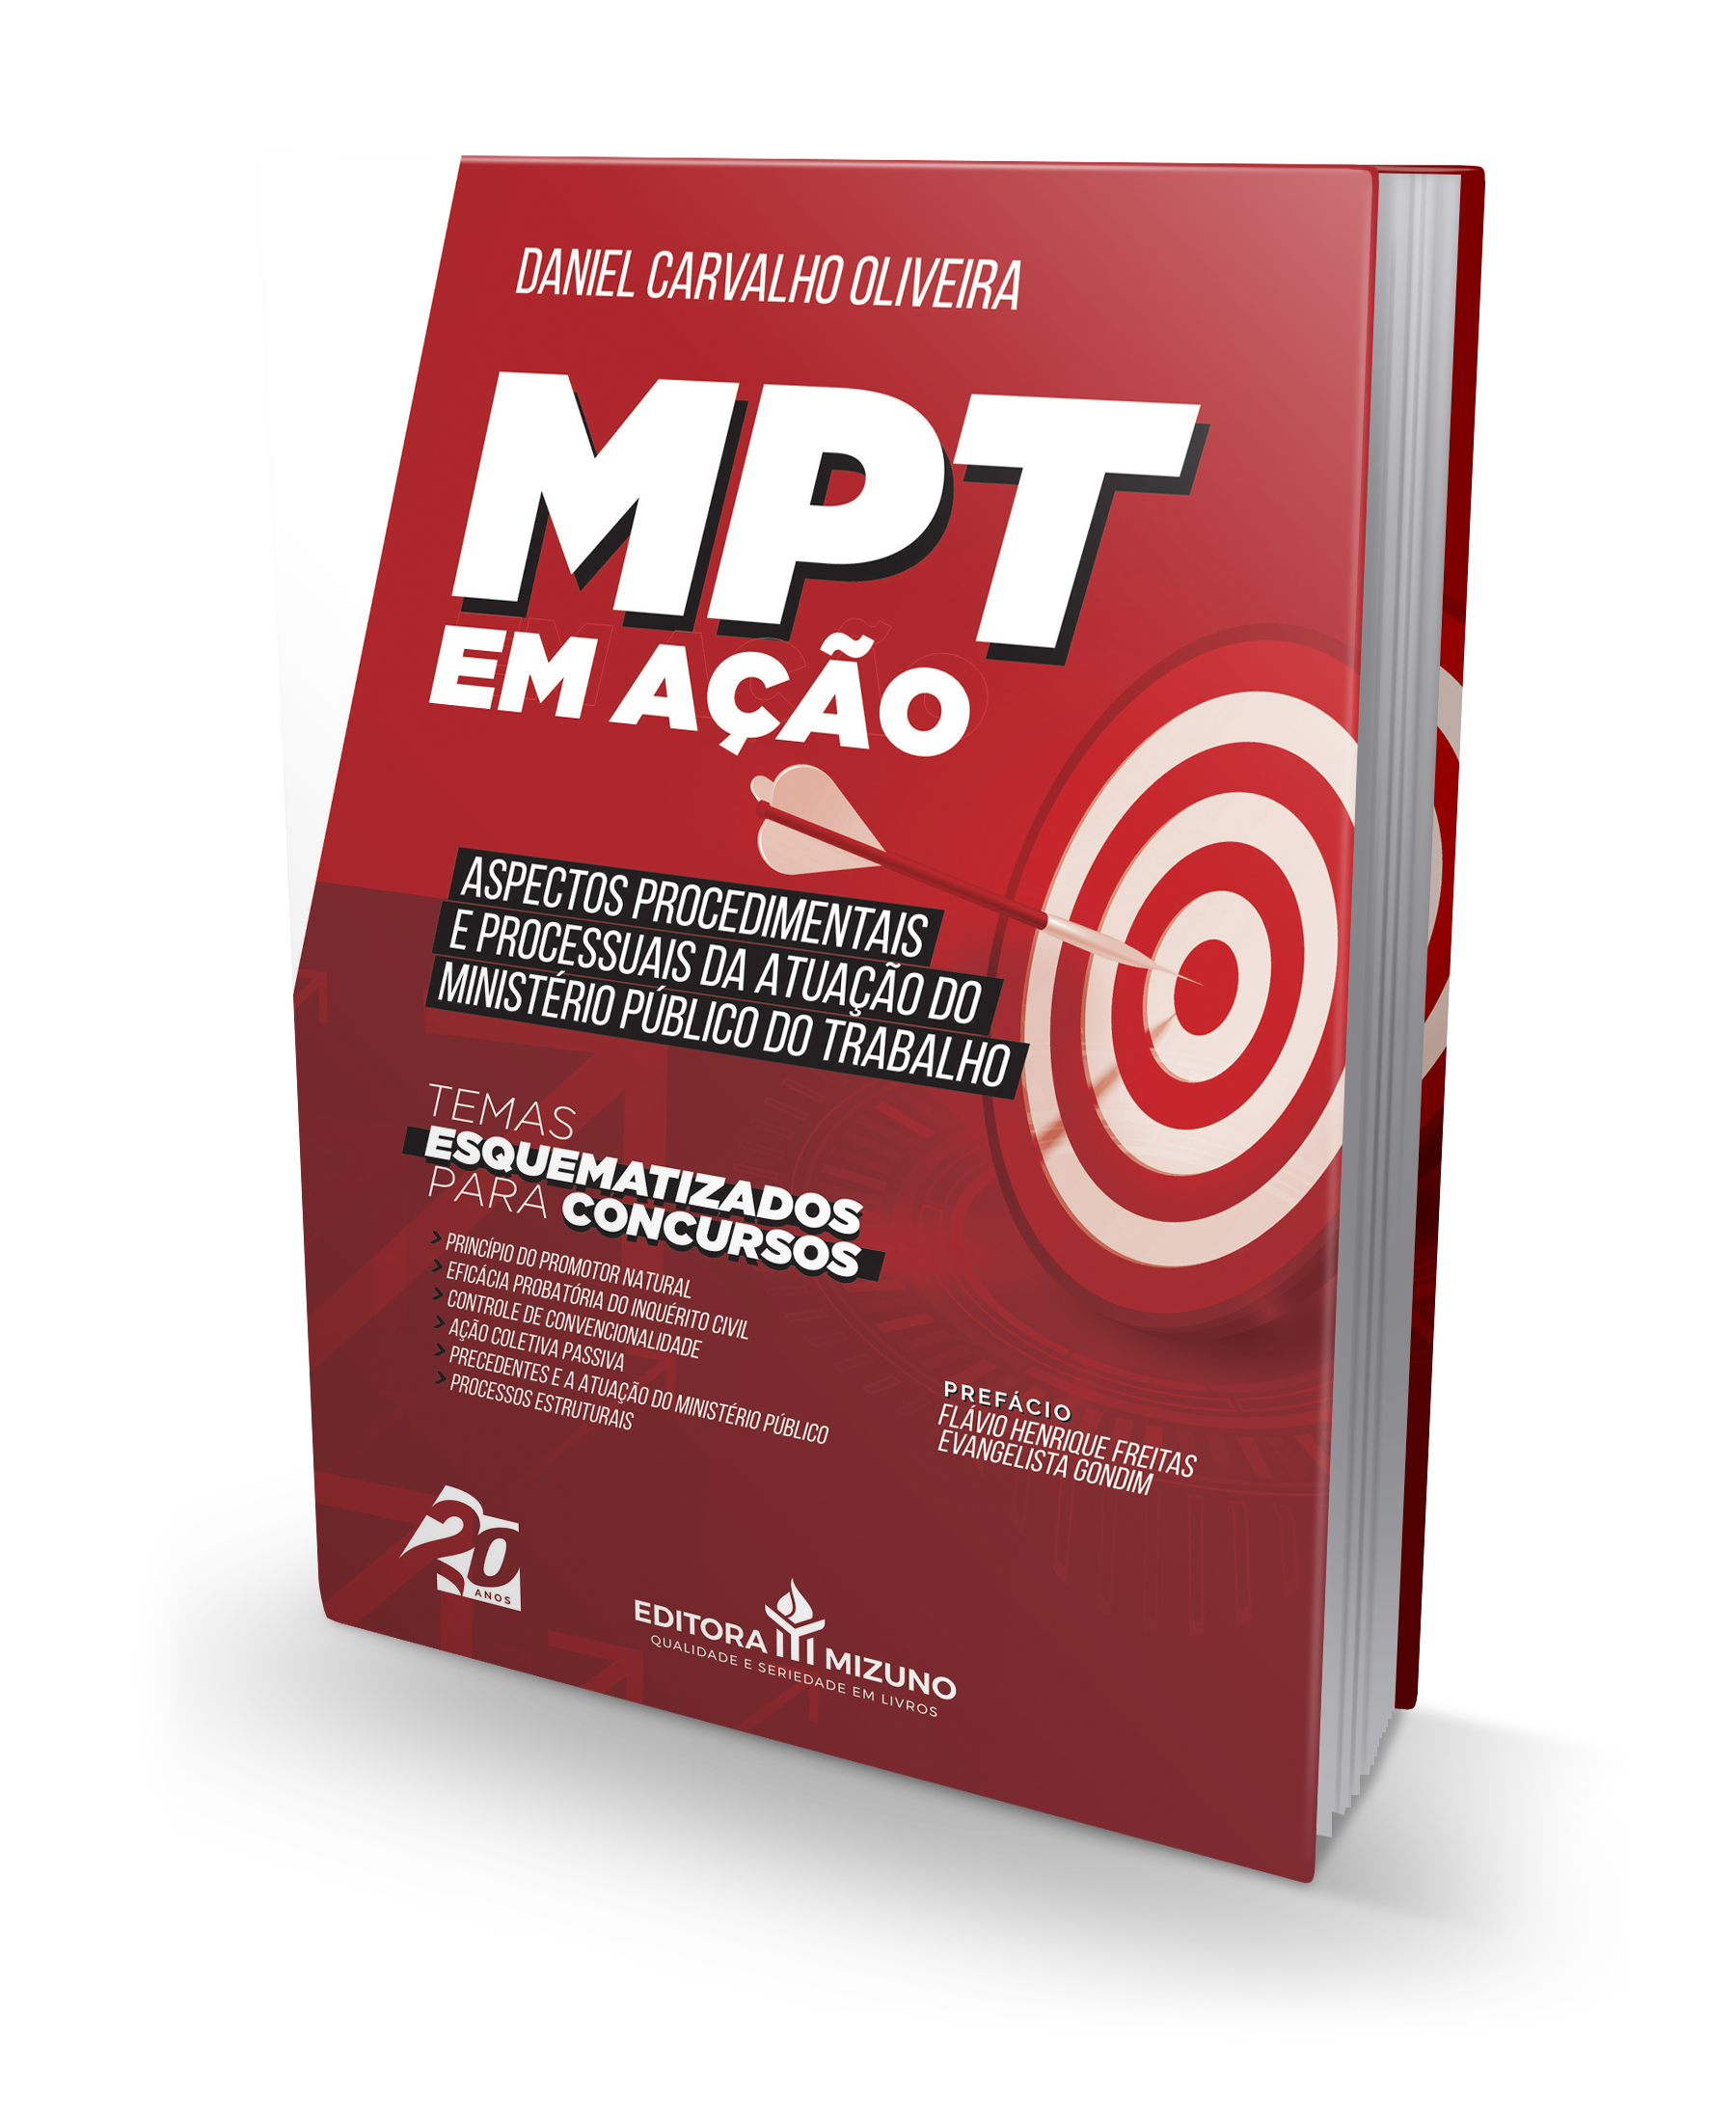 DANIEL CARVALHO OLIVEIRA
MPT
EM AÇÃO
ASPECTOS PROCEDIMENTAIS
E PROCESSUAIS DA ATUAÇÃO DO
MINISTÉRIO PÚBLICO DO TRABALHO
TEMAS
ESQUEMATIZADOS
PARA CONCURSOS
PRINCÍPIO DO PROMOTOR NATURAL
EFICÁCIA PROBATÓRIA DO INQUÉRITO CIVIL
CONTROLE DE CONVENCIONALIDADE
AÇÃO COLETIVA PASSIVA
PRECEDENTES E A ATUAÇÃO DO MINISTÉRIO PÚBLICO
PROCESSOS ESTRUTURAIS
PREFÁCIO
FLÁVIO HENRIQUE FREITAS
EVANGELISTA GONDIM
20
ANOS
EDITORA MIZUNO
QUALIDADE E SERIEDADE EM LIVROS